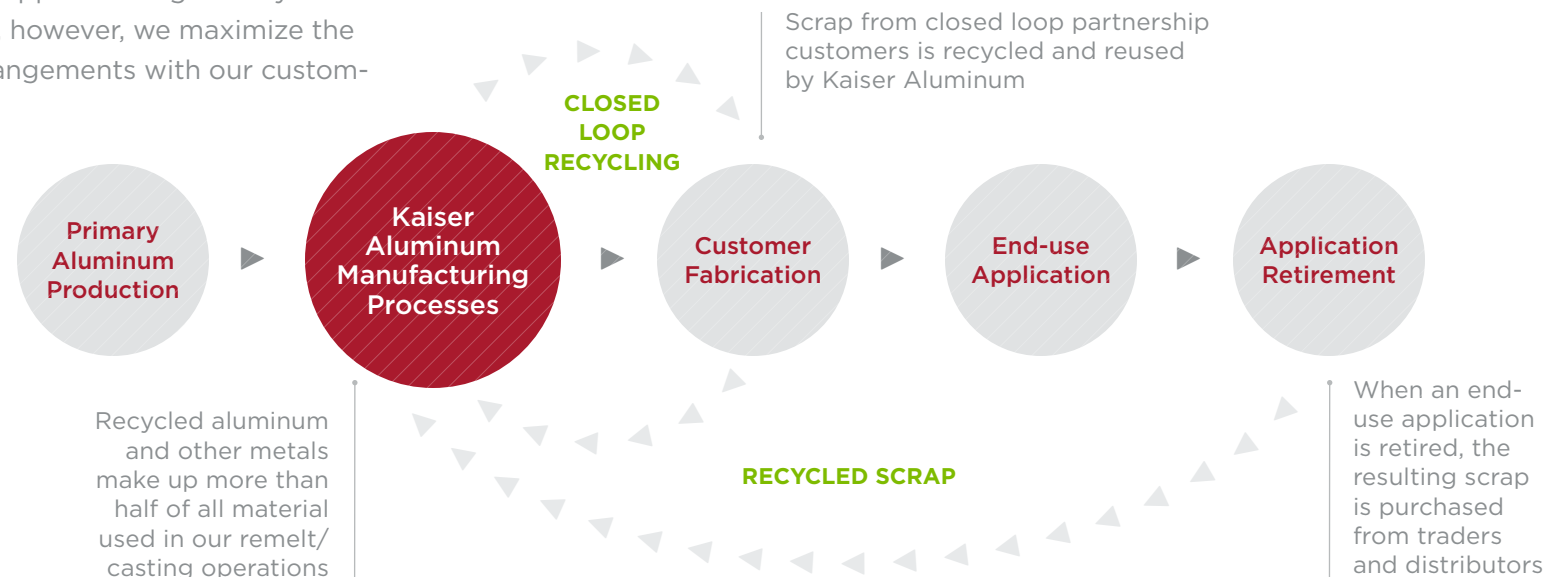 however, we maximize the
angements with our custom-
Scrap from closed loop partnership
customers is recycled and reused
by Kaiser Aluminum
CLOSED
LOOP
RECYCLING
Primary
Aluminum
Production
Kaiser
Aluminum
Manufacturing
Processes
Customer
Fabrication
End-use
Application
Application
Retirement
Recycled aluminum
and other metals
make up more than
half of all material
used in our remelt/
casting operations
RECYCLED SCRAP
When an end-
use application
is retired, the
resulting scrap
is purchased
from traders
and distributors